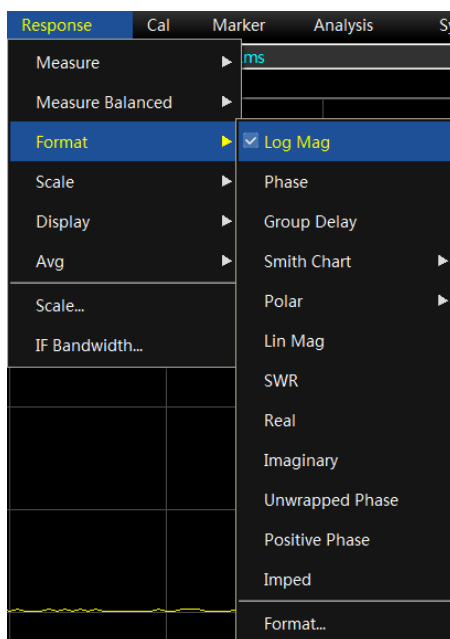 Response Cal Marker Analysis
Measure
Measure Balanced
Format
Scale
Display
Avg
Scale...
IF Bandwidth...
Log Mag
Phase
Group Delay
Smith Chart
Polar
Lin Mag
SWR
Real
Imaginary
Unwrapped Phase
Positive Phase
Imped
Format...